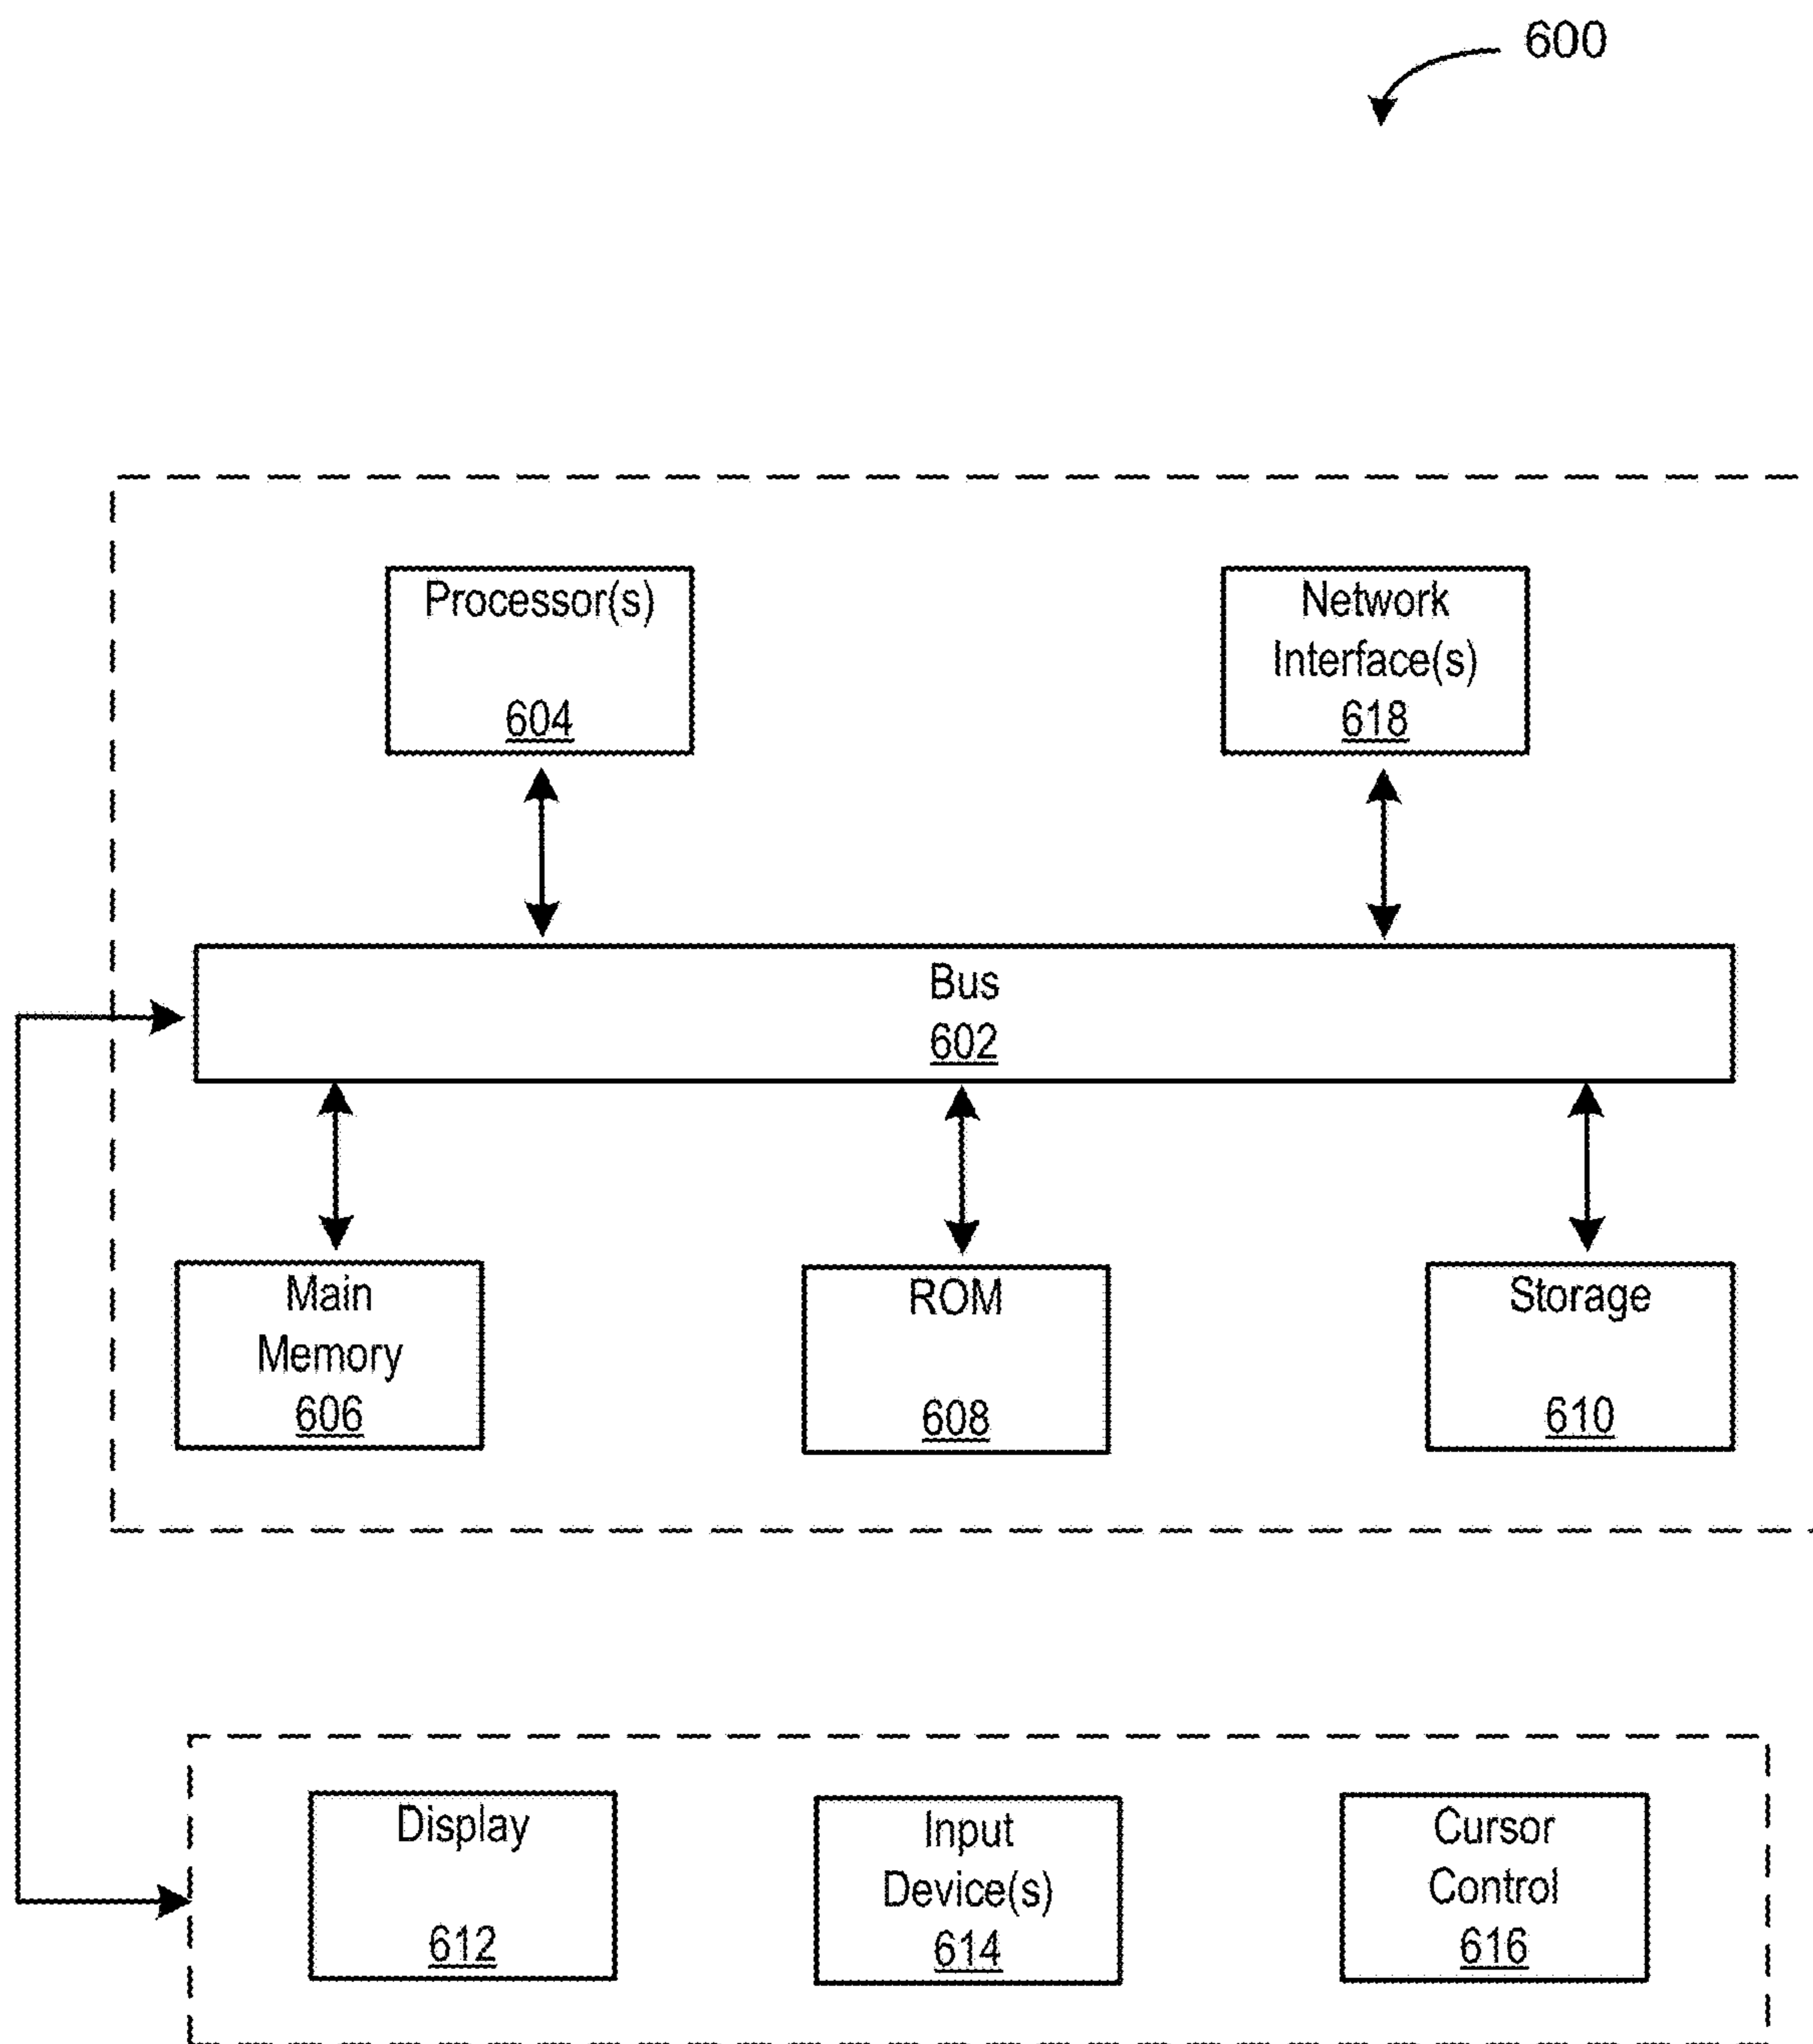 600
Processor(s)
604
Network
Interface(s)
618
Bus
602
Main
Memory
606
ROM
608
Storage
610
Display
612
Input
Device(s)
614
Cursor
Control
616